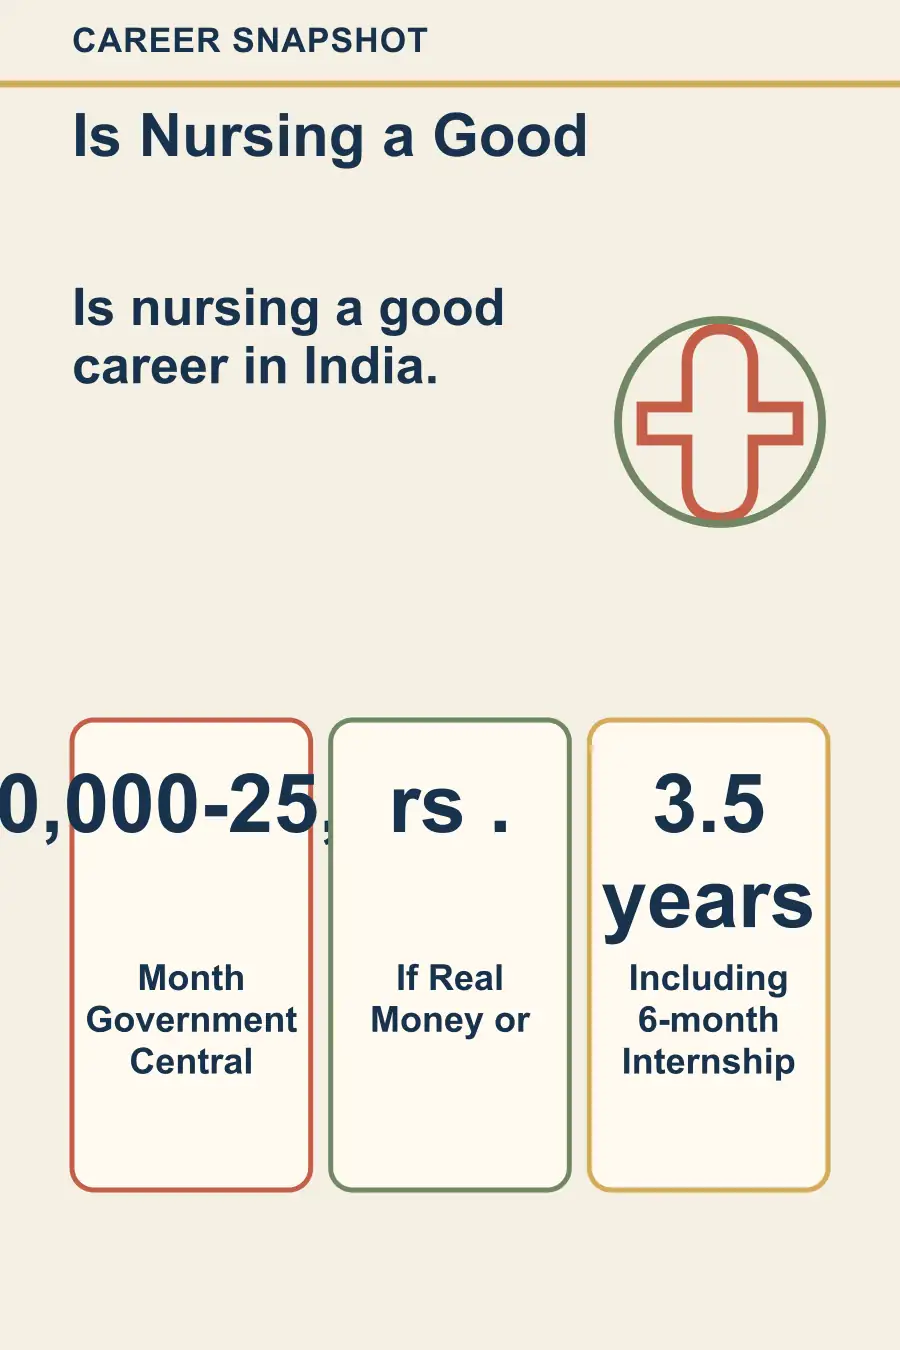 CAREER SNAPSHOT
Is Nursing a Good
Is nursing a good
career in India.
0,000-25,
rs .
3.5
years
Month
Government
Central
If Real
Money or
Including
6-month
Internship